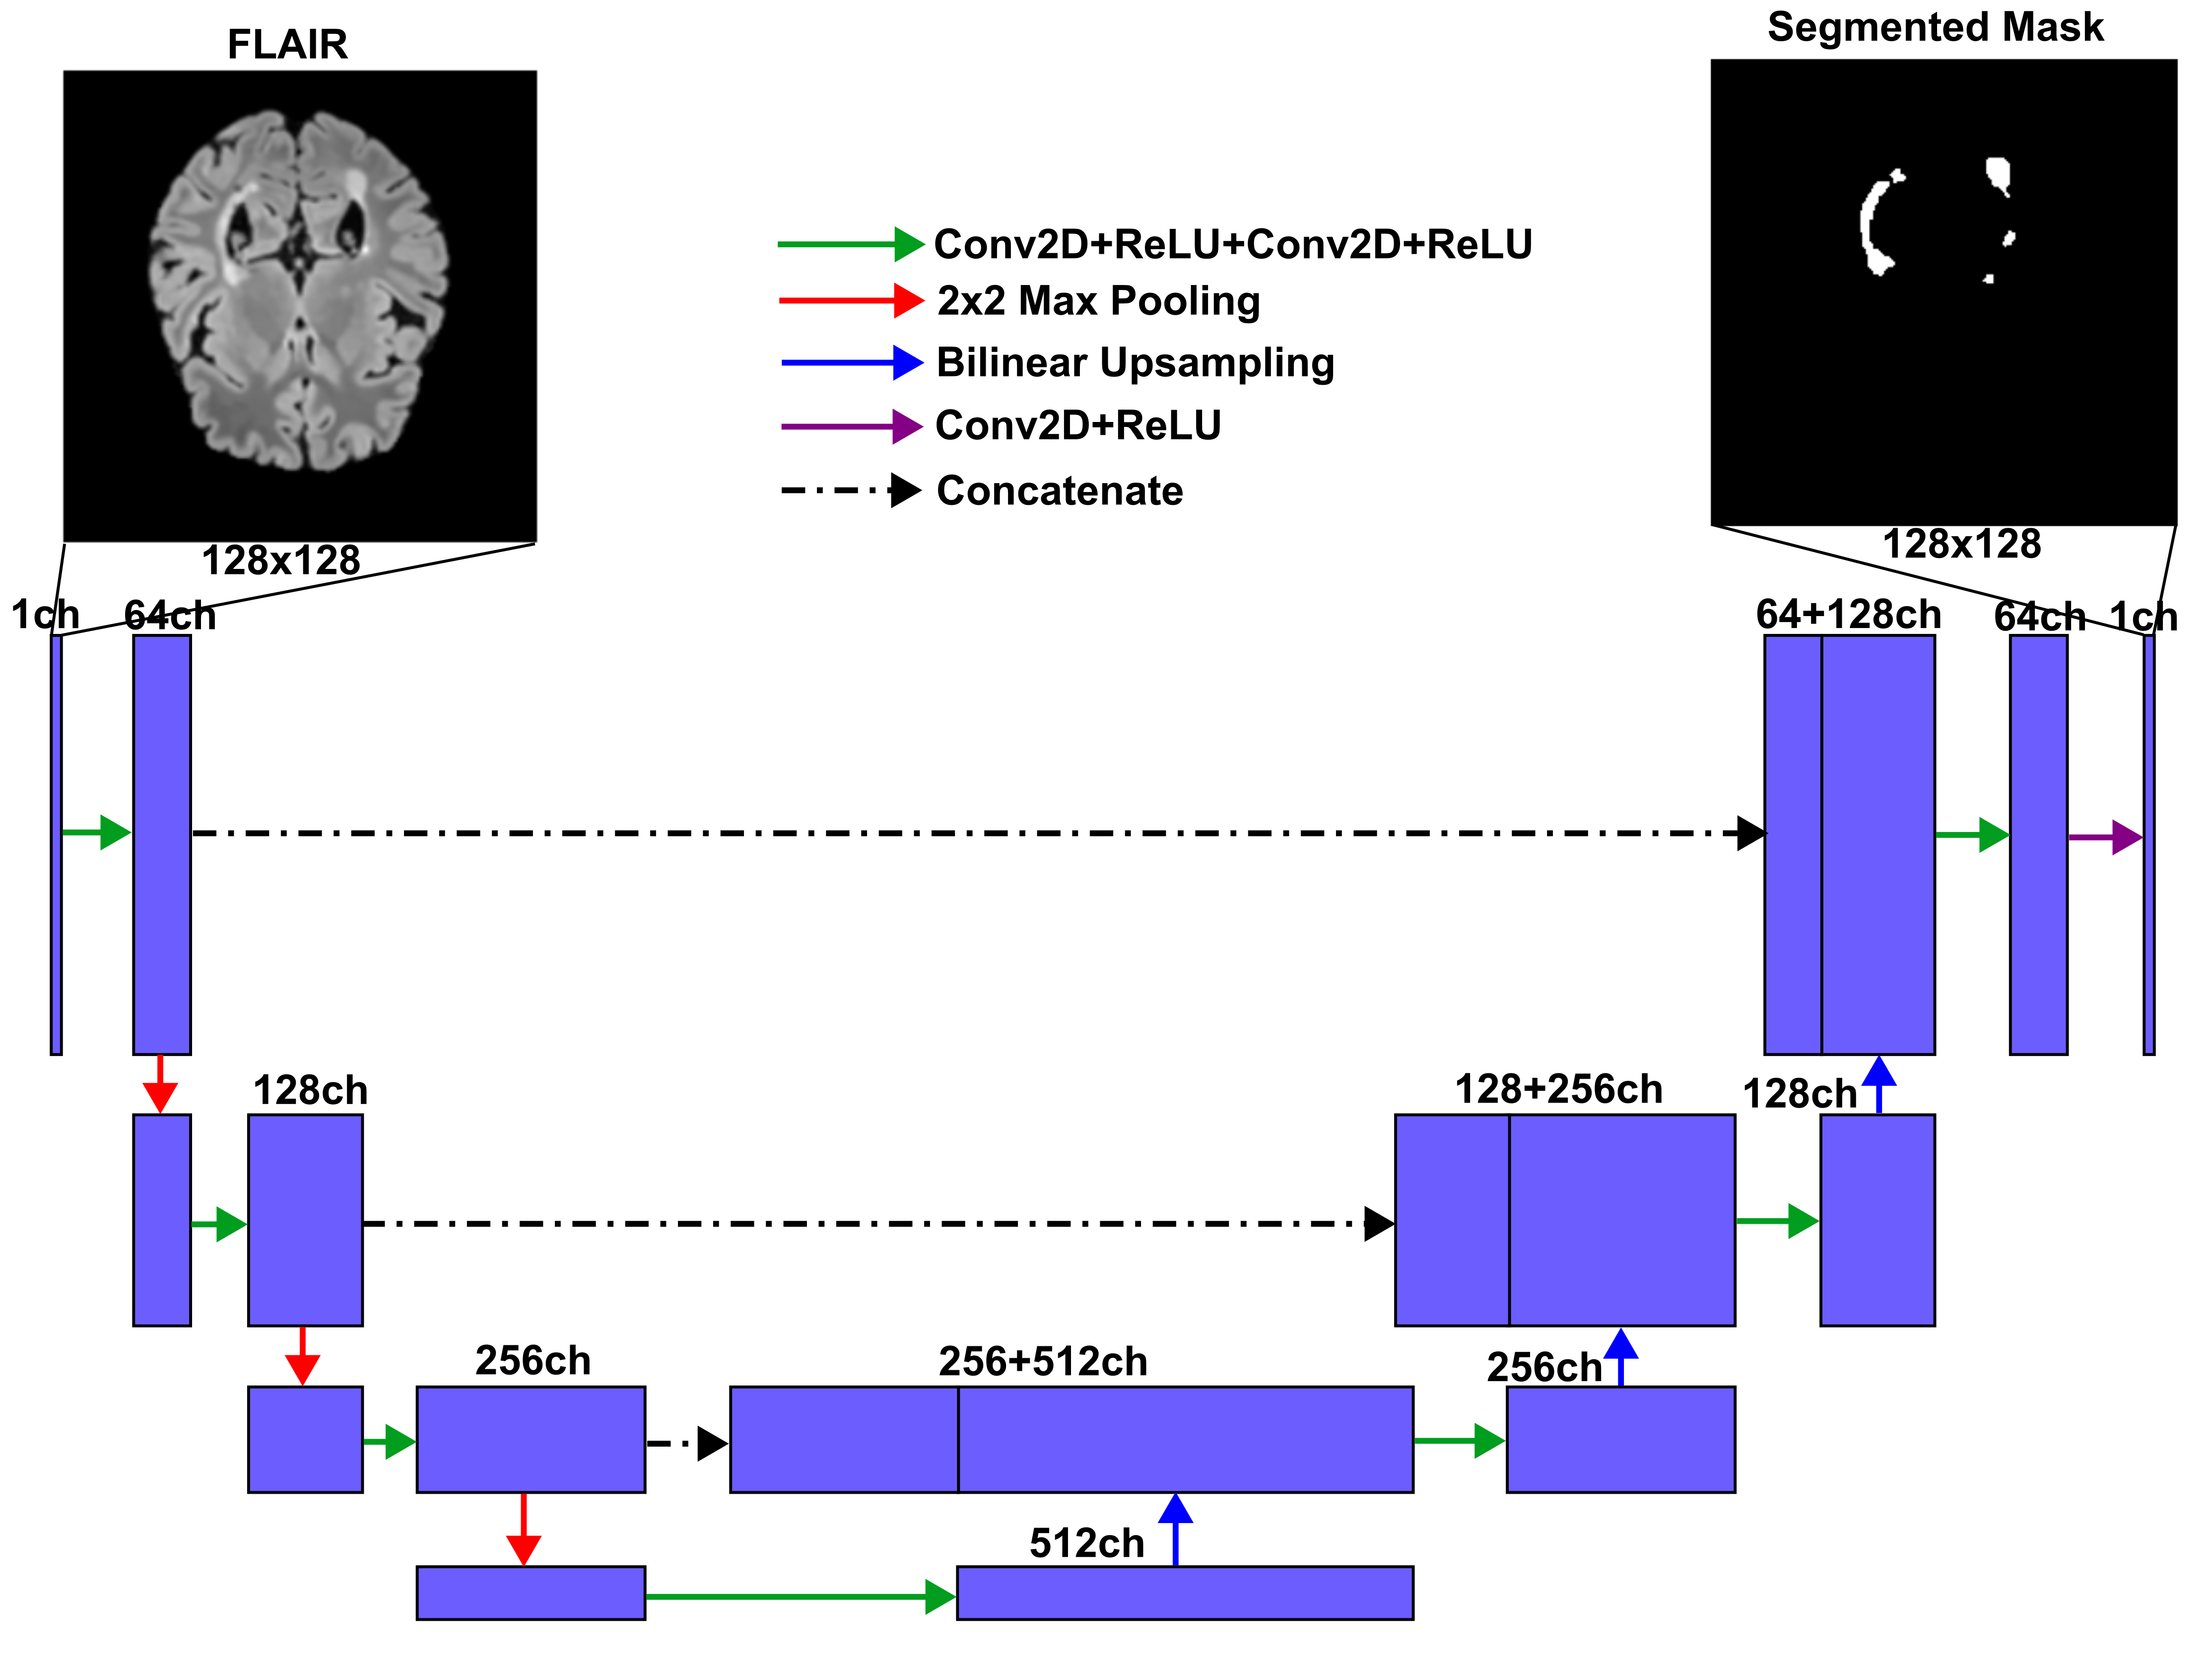 FLAIR
Segmented Mask
Conv2D+ReLU+Conv2D+ReLU
2x2 Max Pooling
Bilinear Upsampling
Conv2D+ReLU
Concatenate
128x128
128x128
1ch
64ch
64+128ch
64ch
1ch
128ch
128+256ch
128ch
256ch
256+512ch
256ch
512ch